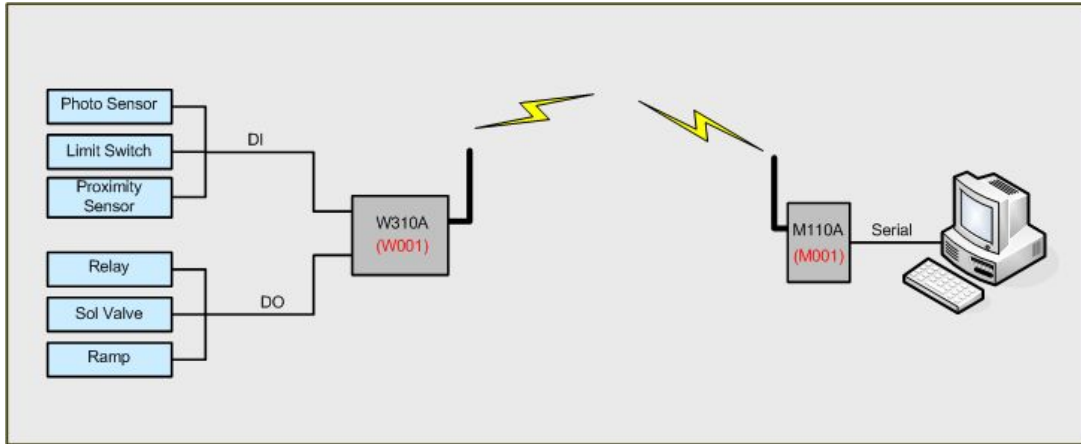 Photo Sensor
Limit Switch
Proximity
Sensor
DI
Relay
Sol Valve
Ramp
DO
W310A
(W001)
M110A
(M001)
Serial